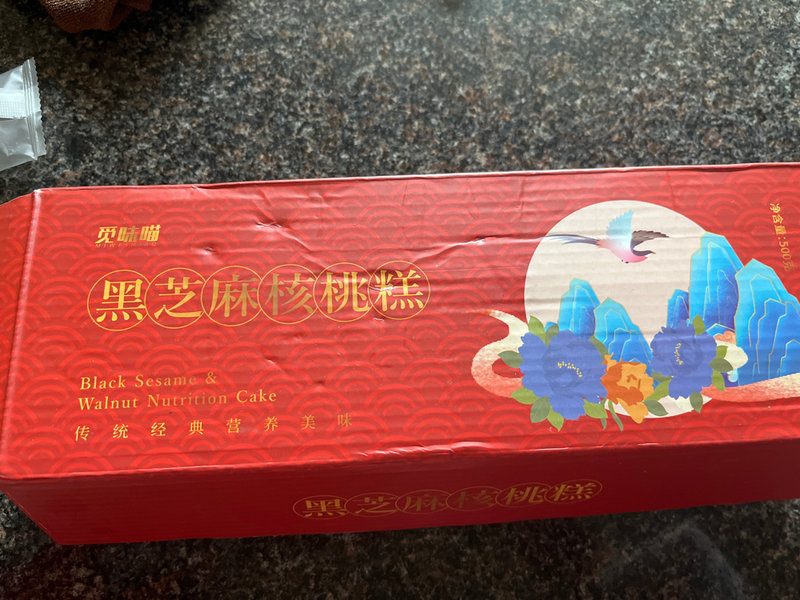 觅味喵
黑芝麻核桃糕
Black Sesame &
Walnut Nutrition Cake
传统经典营养美味
净含量:500克
黑芝麻核桃糕